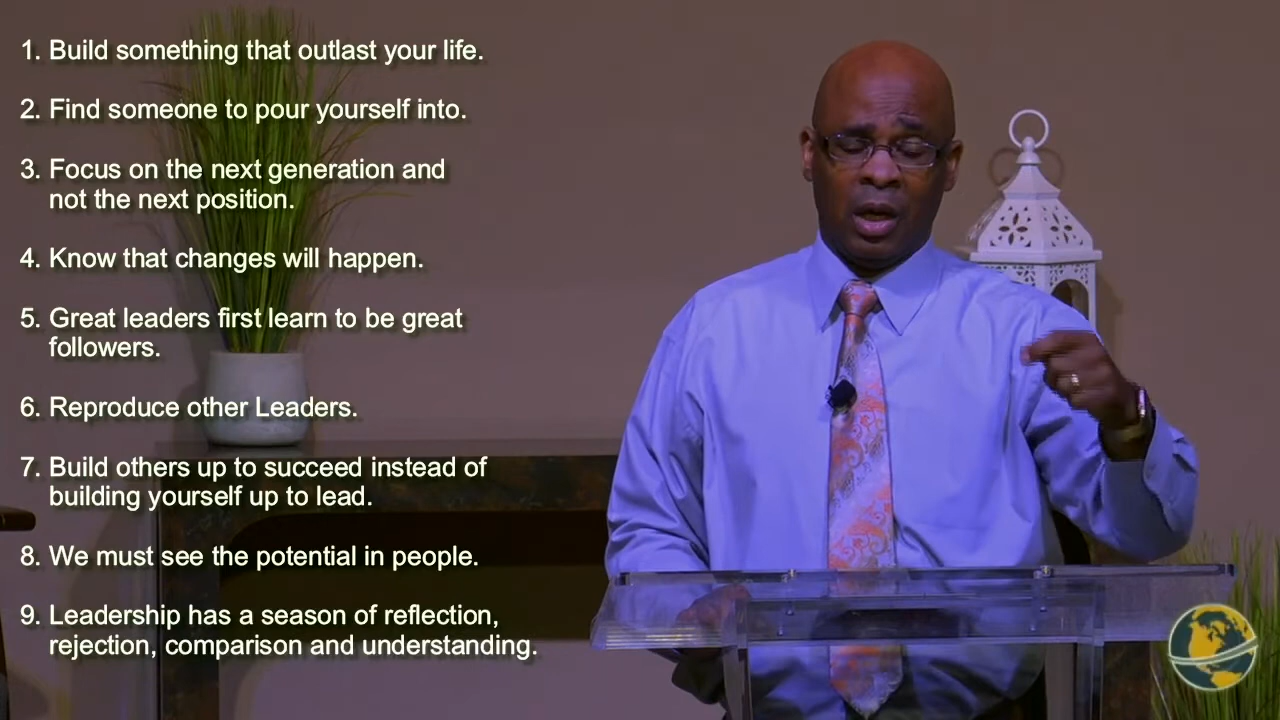 1. Build something that outlast your life.
2. Find someone to pour yourself into.
3. Focus on the next generation and
not the next position.
4. Know that changes will happen.
5. Great leaders first learn to be great
followers.
6. Reproduce other Leaders.
7. Build others up to succeed instead of
building yourself up to lead.
8. We must see the potential in people.
9. Leadership has a season of reflection,
rejection, comparison and understanding.